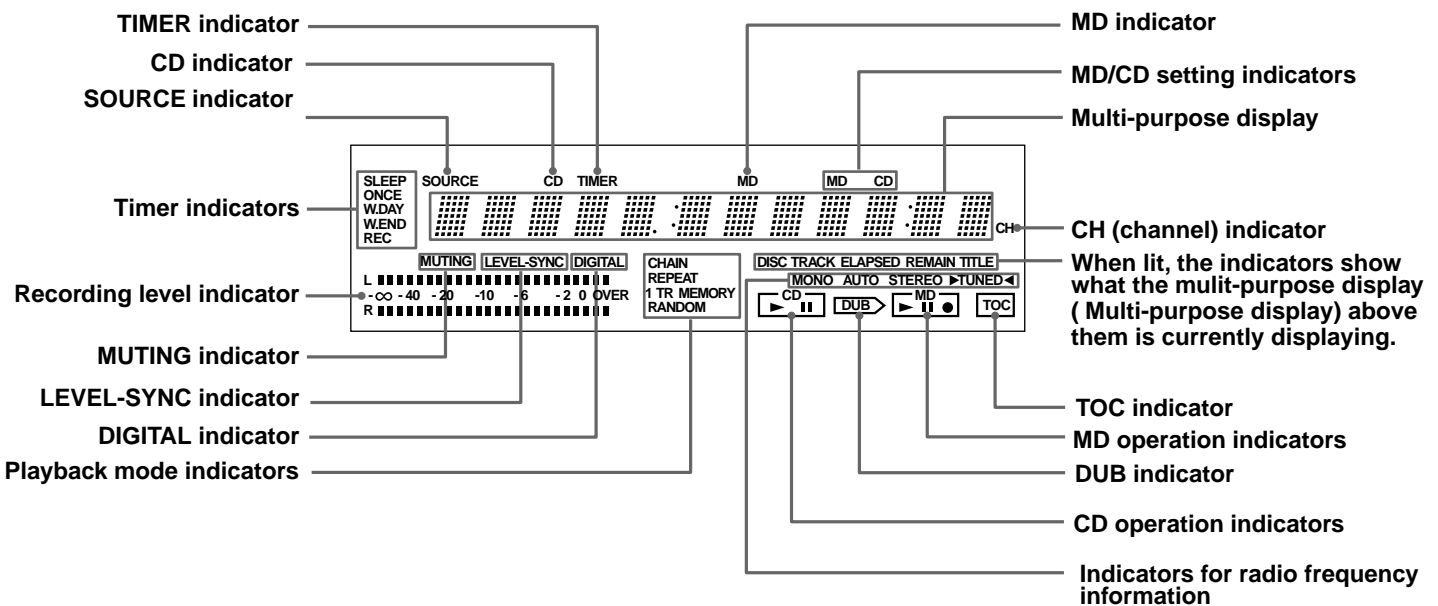 TIMER indicator
CD indicator
SOURCE indicator
Timer indicators
Recording level indicator
MUTING indicator
LEVEL-SYNC indicator
DIGITAL indicator
Playback mode indicators
SLEEP
ONCE
W.DAY
W.END
REC
SOURCE CD TIMER MD MD CD
CH
MUTING LEVEL-SYNC DIGITAL
L
-∞ -40 -20 -10 -6 -2 0 OVER
R
CHAIN
REPEAT
1 TR MEMORY
RANDOM
DISC TRACK ELAPSED REMAIN TITLE
MONO AUTO STEREO ►TUNED◄
CD
► II
DUB
MD
► II ●
TOC
MD indicator
MD/CD setting indicators
Multi-purpose display
CH (channel) indicator
When lit, the indicators show
what the mulit-purpose display
( Multi-purpose display) above
them is currently displaying.
TOC indicator
MD operation indicators
DUB indicator
CD operation indicators
Indicators for radio frequency
information